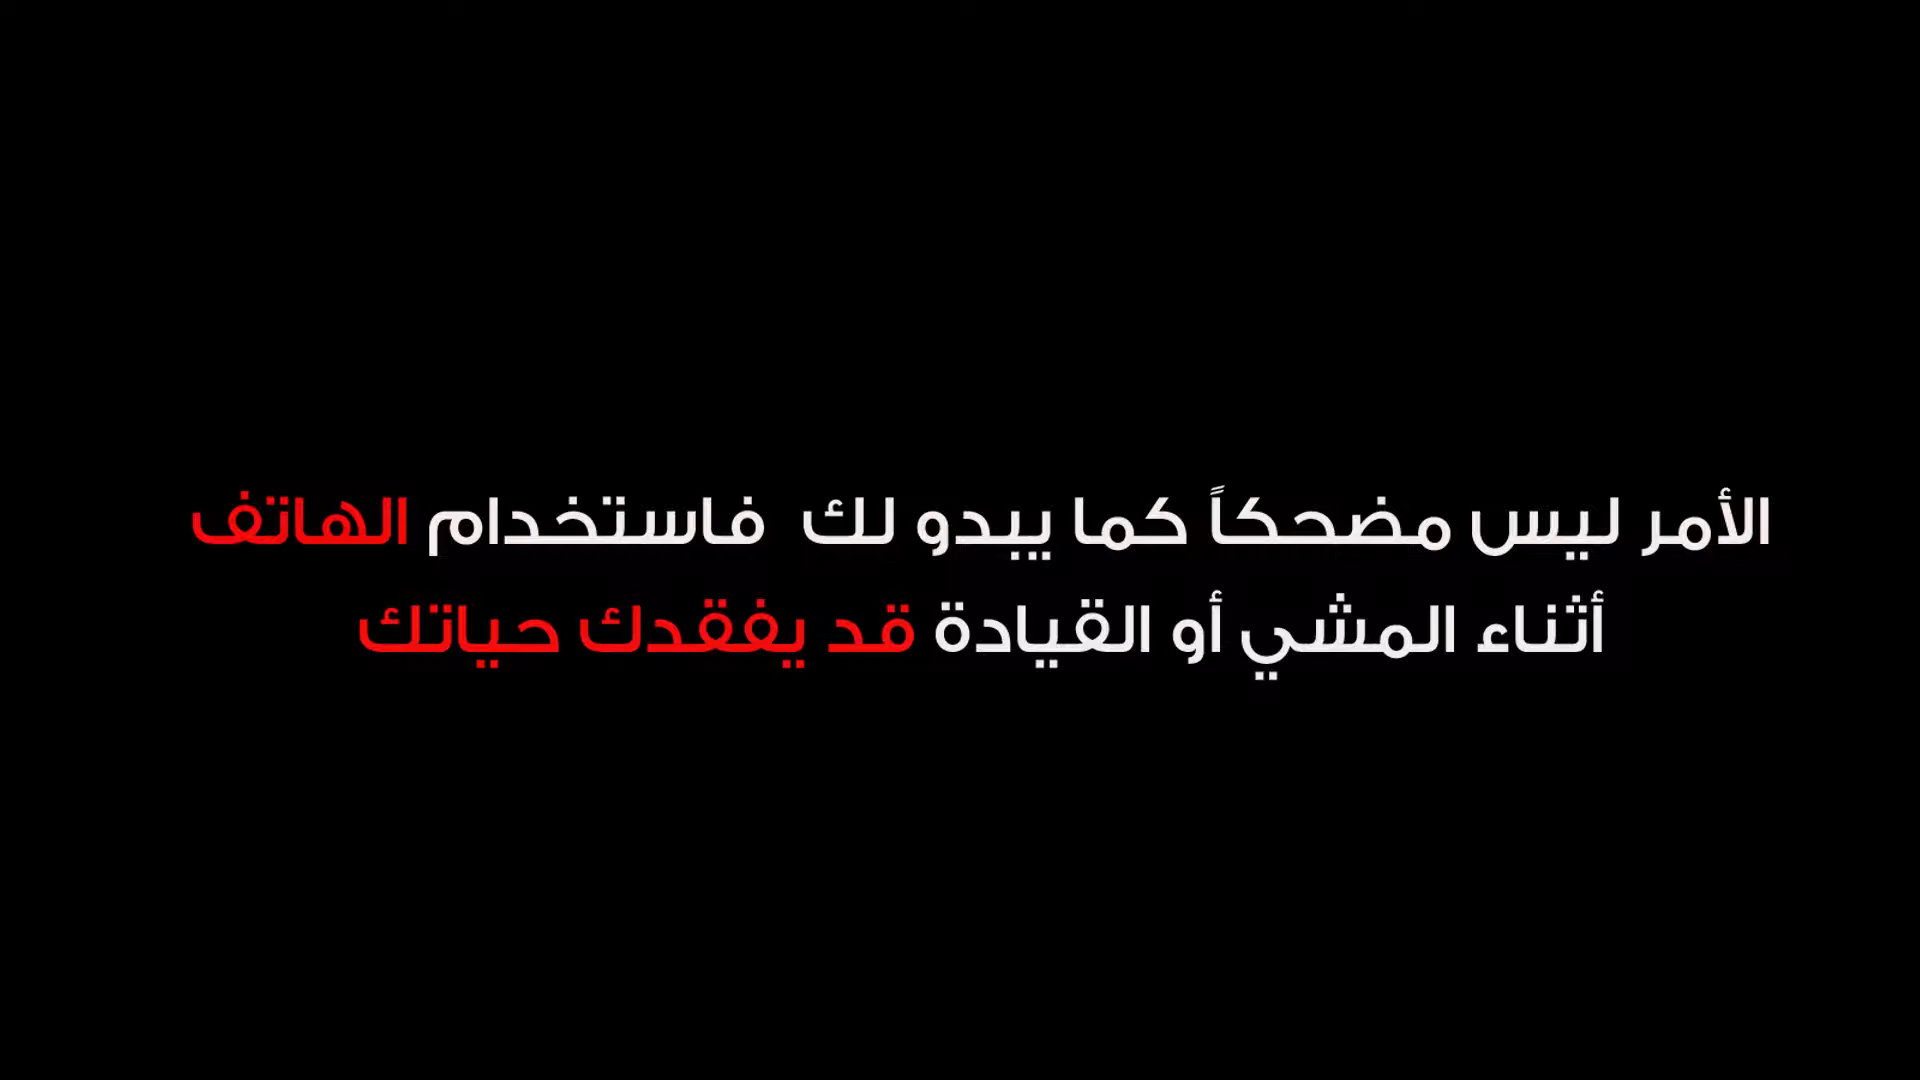 الأمر ليس مضحكاً كما يبدو لك فاستخدام الهاتف
أثناء المشي أو القيادة قد يفقدك حياتك